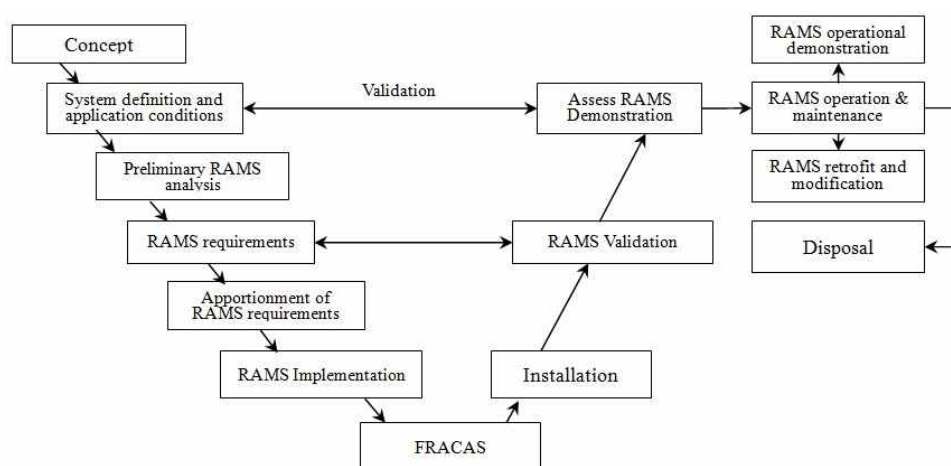 Concept
System definition and
application conditions
Validation
Assess RAMS
Demonstration
RAMS operational
demonstration
RAMS operation &
maintenance
RAMS retrofit and
modification
Preliminary RAMS
analysis
RAMS requirements
RAMS Validation
Disposal
Apportionment of
RAMS requirements
RAMS Implementation
Installation
FRACAS